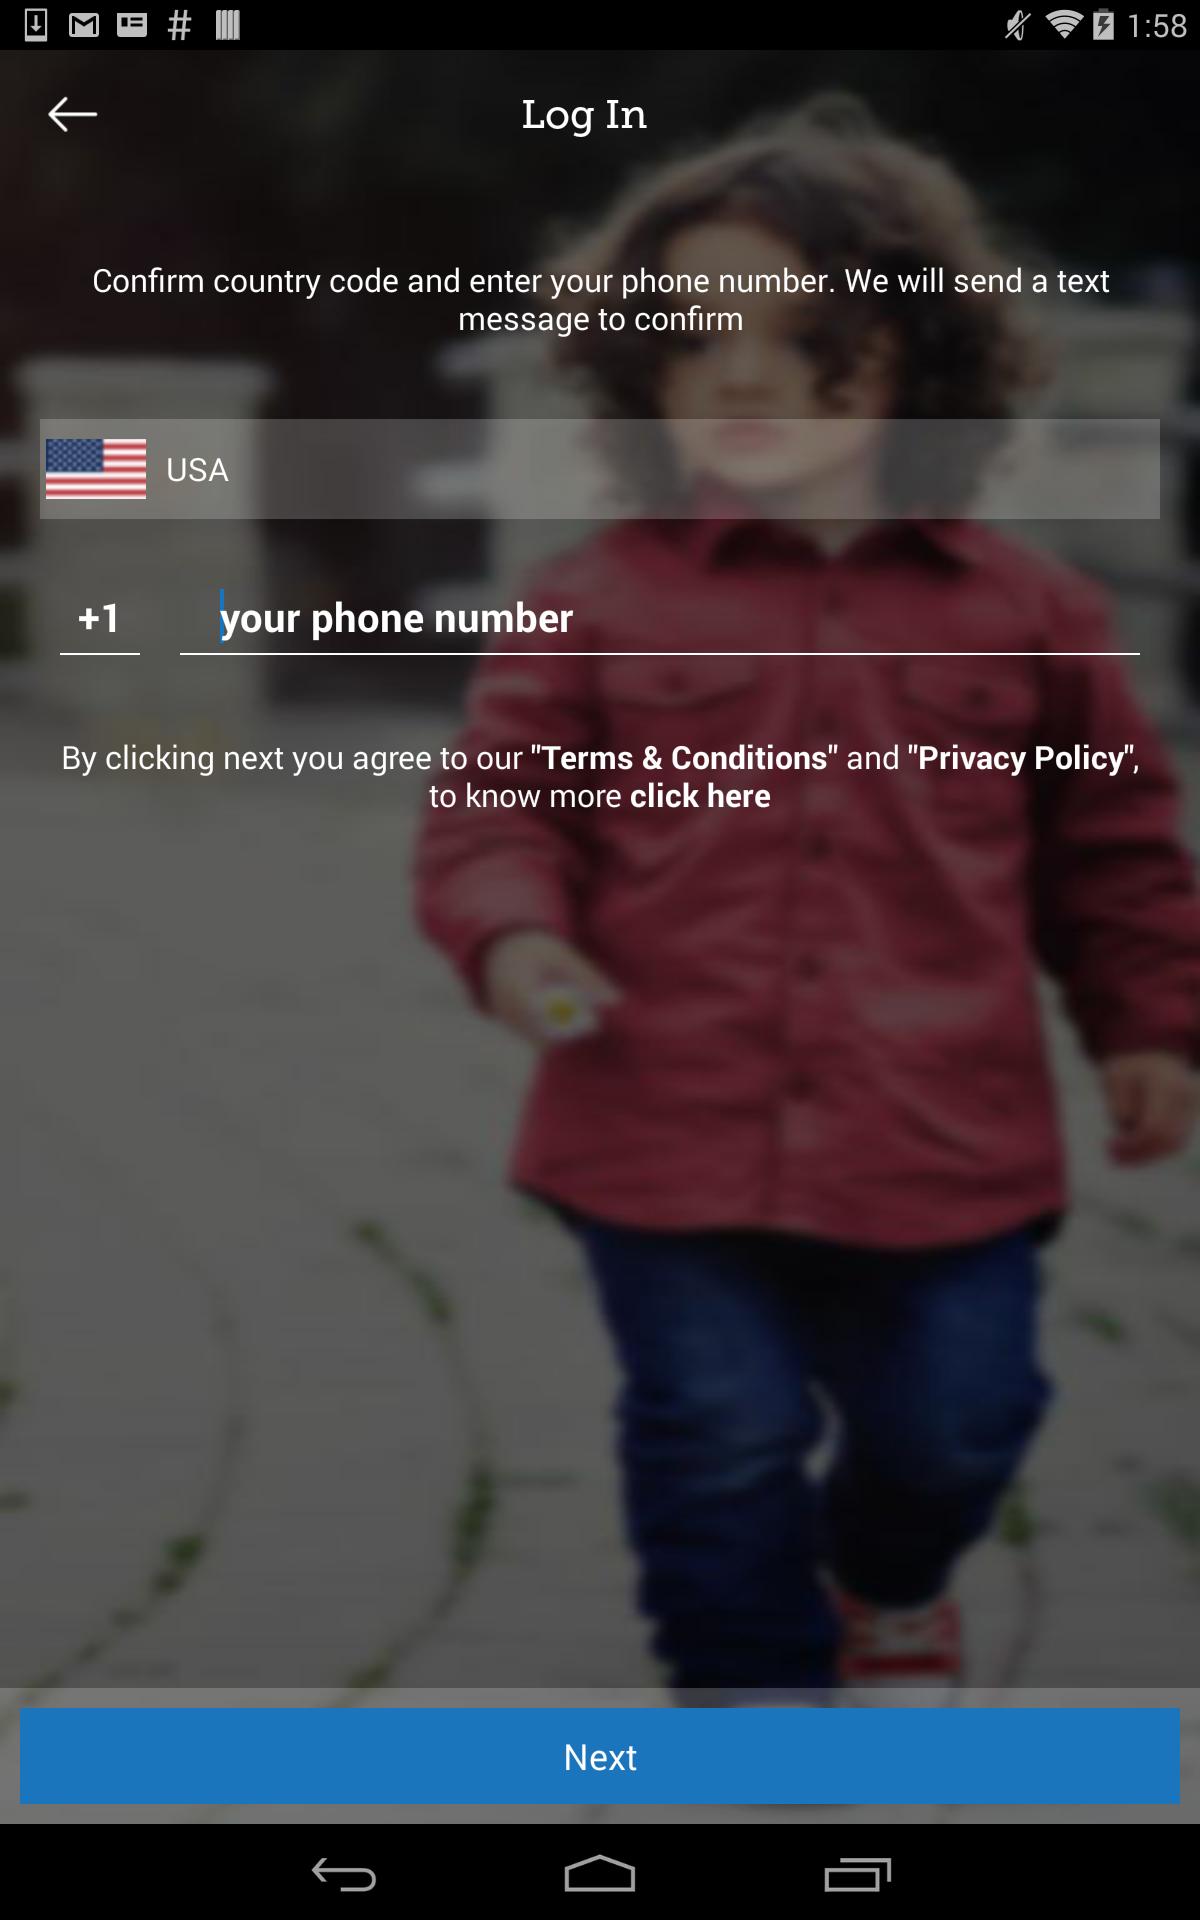 1:58
Log In
Confirm country code and enter your phone number. We will send a text
message to confirm
USA
+1
your phone number
By clicking next you agree to our "Terms & Conditions" and "Privacy Policy",
to know more click here
Next